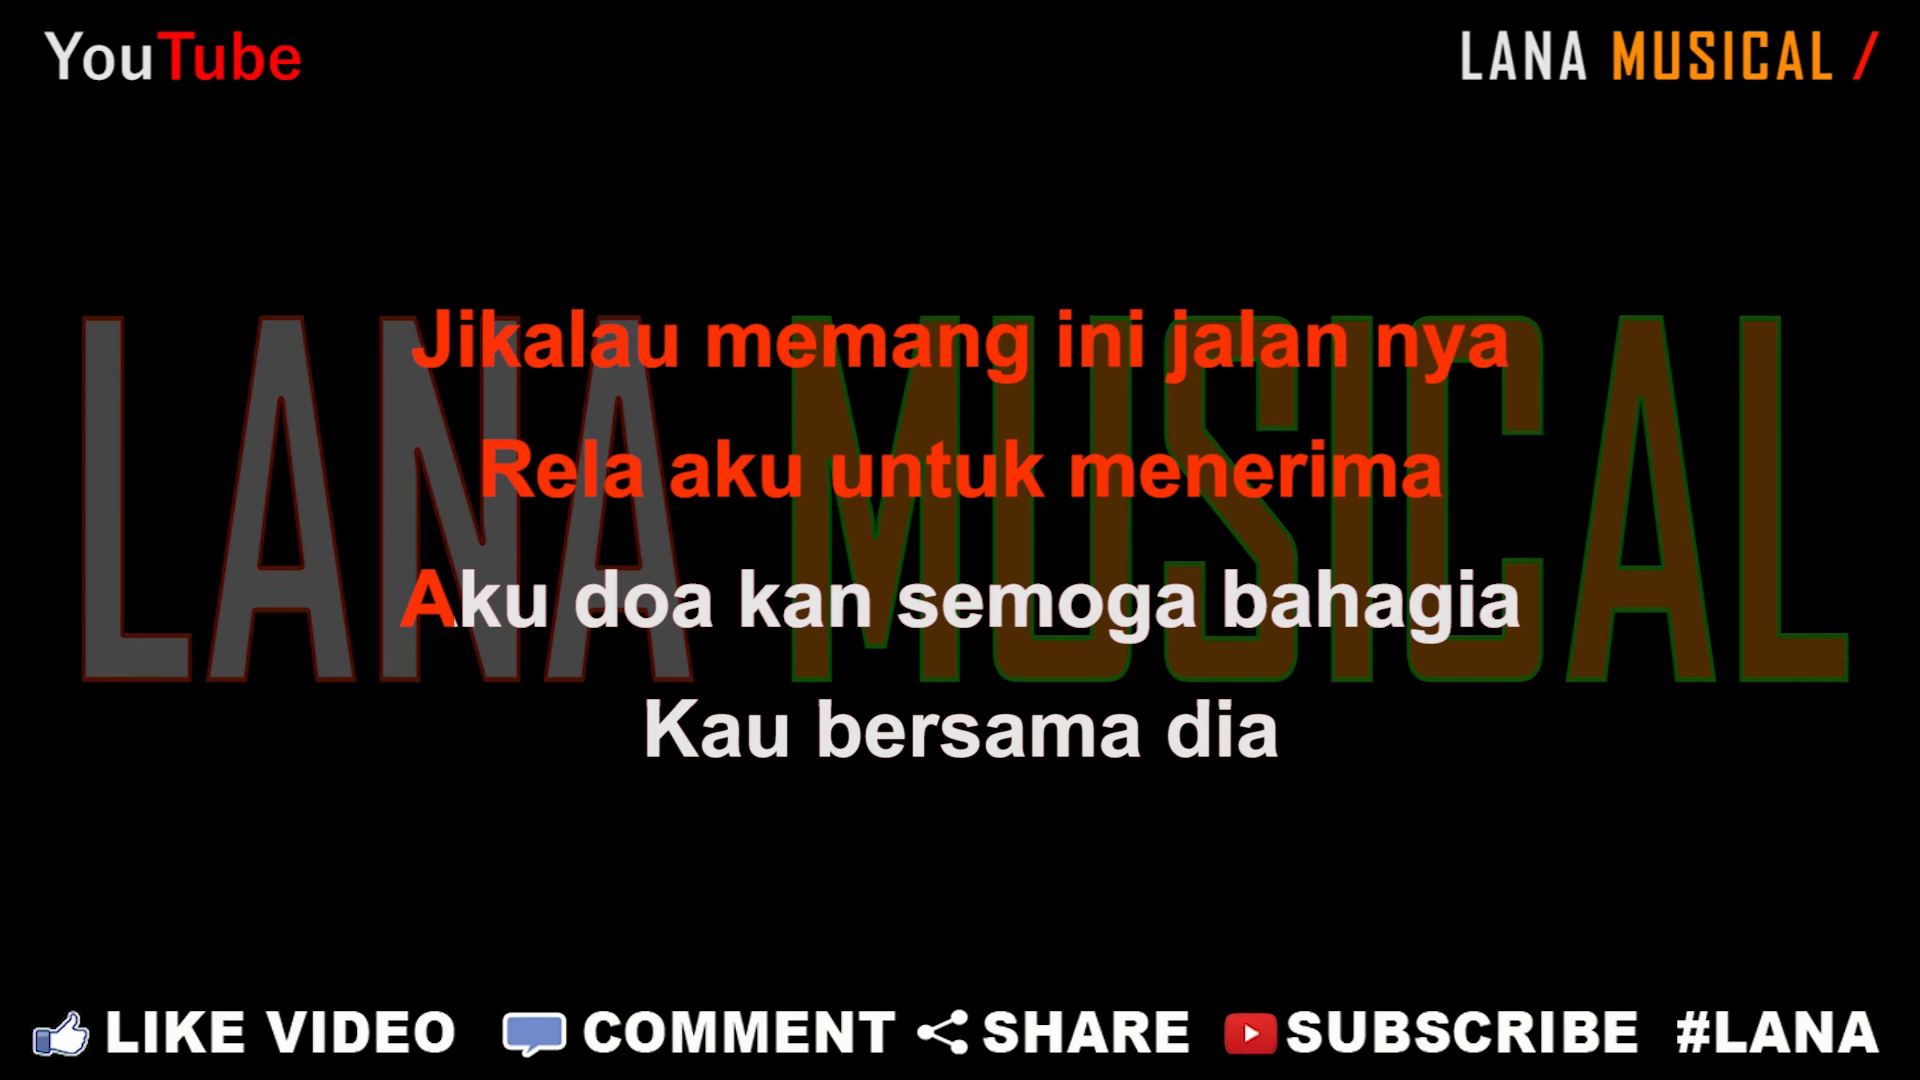 YouTube
LANA MUSICAL /
LANA MUSICAL
Jikalau memang ini jalan nya
Rela aku untuk menerima
Aku doa kan semoga bahagia
Kau bersama dia
LIKE VIDEO COMMENT SHARE SUBSCRIBE #LANA